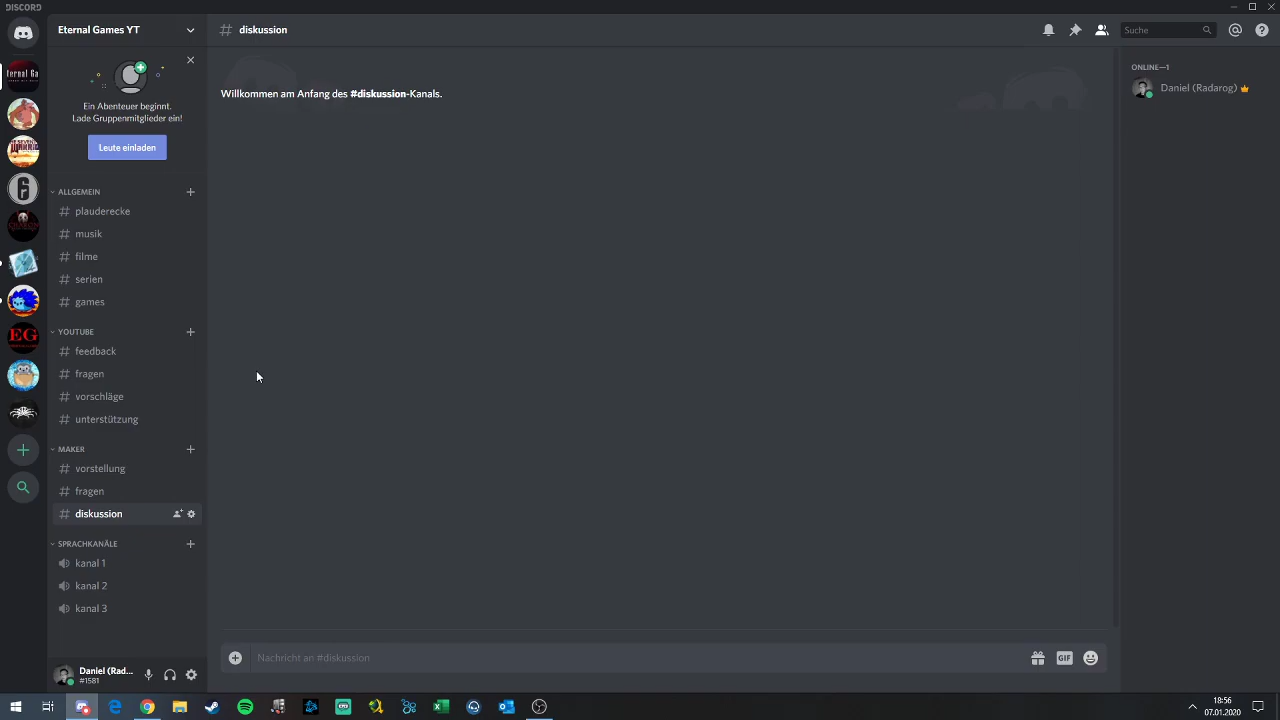 DISCORD
Eternal Games YT
# diskussion
Suche
Ein Abenteuer beginnt.
Lade Gruppenmitglieder ein!
Leute einladen
Willkommen am Anfang des #diskussion-Kanals.
ONLINE—1
Daniel (Radarog)
ALLGEMEIN
# plauderecke
# musik
# filme
# serien
# games
YOUTUBE
# feedback
# fragen
# vorschläge
# unterstützung
MAKER
# vorstellung
# fragen
# diskussion
SPRACHKANÄLE
kanal 1
kanal 2
kanal 3
EG
Nachricht an #diskussion
GIF
Daniel (Rad...
#1581
18:56
07.01.2020